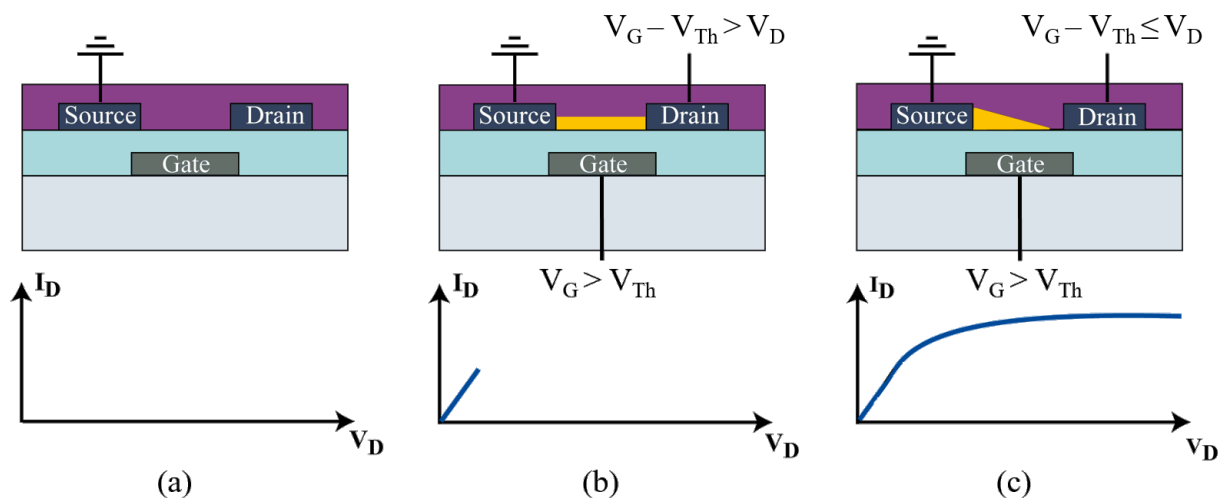 V_G – V_Th > V_D
V_G – V_Th ≤ V_D
Source
Drain
Gate
Source
Drain
Gate
Source
Drain
Gate
V_G > V_Th
V_G > V_Th
I_D
V_D
I_D
V_D
I_D
V_D
(a)
(b)
(c)